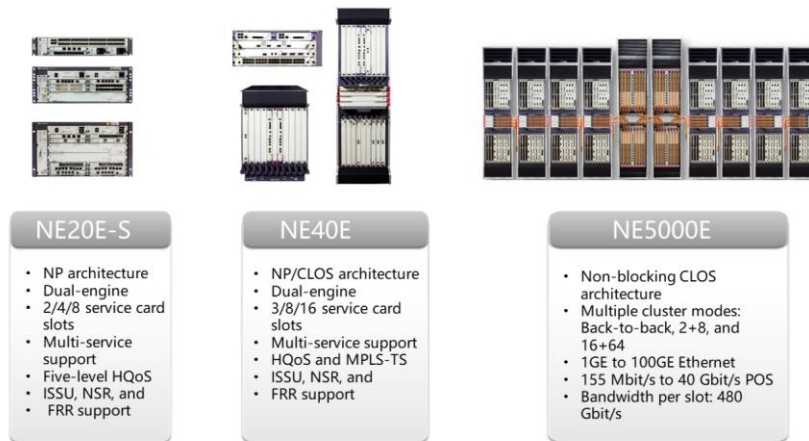 NE20E-S
• NP architecture
• Dual-engine
• 2/4/8 service card
slots
• Multi-service
support
• Five-level HQoS
• ISSU, NSR, and
• FRR support
NE40E
• NP/CLOS architecture
• Dual-engine
• 3/8/16 service card
slots
• Multi-service support
• HQoS and MPLS-TS
• ISSU, NSR, and
• FRR support
NE5000E
• Non-blocking CLOS
architecture
• Multiple cluster modes:
Back-to-back, 2+8, and
16+64
• 1GE to 100GE Ethernet
• 155 Mbit/s to 40 Gbit/s POS
• Bandwidth per slot: 480
Gbit/s